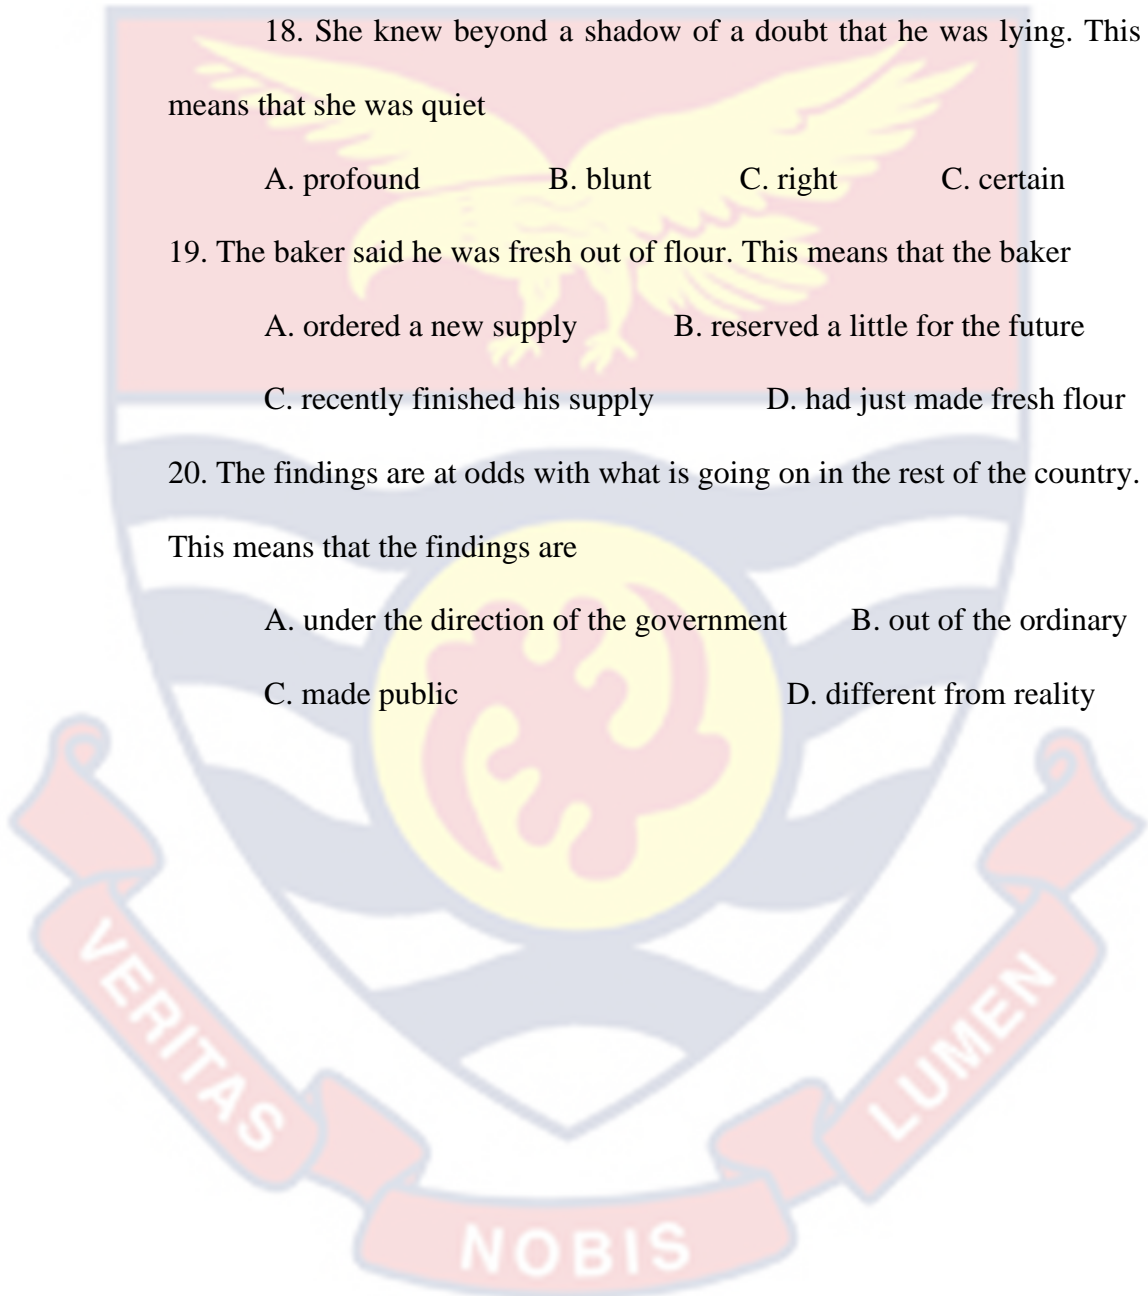 18. She knew beyond a shadow of a doubt that he was lying. This
means that she was quiet
A. profound B. blunt C. right C. certain
19. The baker said he was fresh out of flour. This means that the baker
A. ordered a new supply B. reserved a little for the future
C. recently finished his supply D. had just made fresh flour
20. The findings are at odds with what is going on in the rest of the country.
This means that the findings are
A. under the direction of the government B. out of the ordinary
C. made public D. different from reality
VERITAS
NOBIS
LUMEN